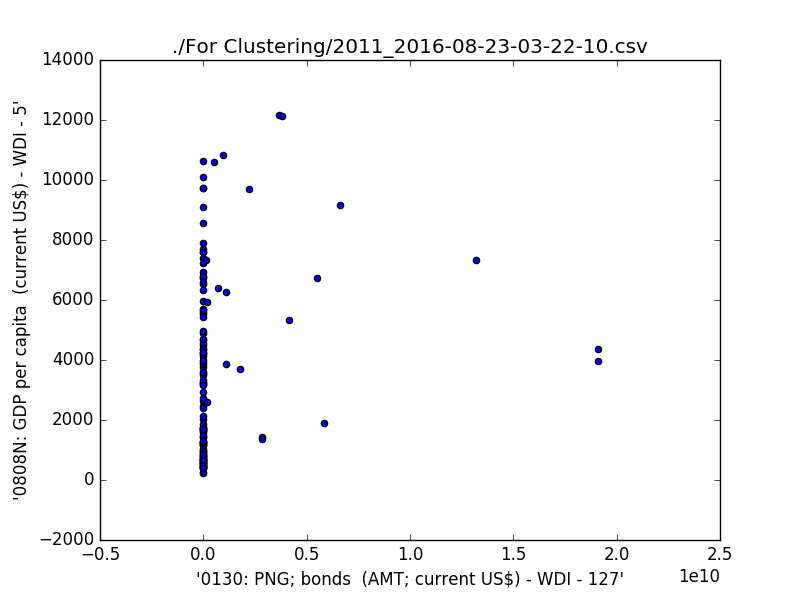 ./For Clustering/2011_2016-08-23-03-22-10.csv
14000
12000
10000
8000
6000
4000
2000
0
−2000
'0808N: GDP per capita  (current US$) - WDI - 5'
−0.5 0.0 0.5 1.0 1.5 2.0 2.5
1e10
'0130: PNG; bonds  (AMT; current US$) - WDI - 127'